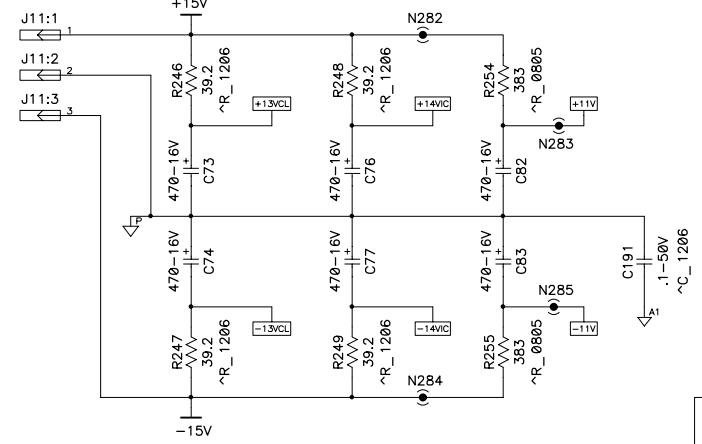 +15V
J11:1
1
N282
J11:2
2
J11:3
3
R246
39.2
^R_1206
R248
39.2
^R_1206
R254
383
^R_0805
+13VCL
+14VIC
+11V
N283
470-16V
+
C73
470-16V
+
C76
470-16V
+
C82
P
470-16V
+
C74
470-16V
+
C77
470-16V
+
C83
C191
.1-50V
^C_1206
N285
A1
-13VCL
-14VIC
-11V
R247
39.2
^R_1206
R249
39.2
^R_1206
R255
383
^R_0805
N284
-15V